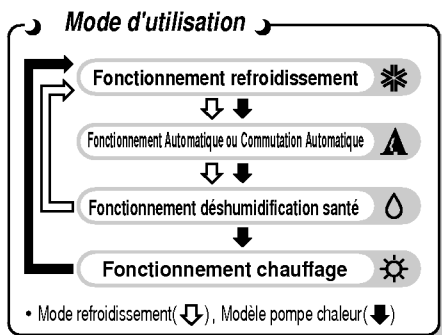 Mode d'utilisation
Fonctionnement refroidissement
Fonctionnement Automatique ou Commutation Automatique
Fonctionnement déshumidification santé
Fonctionnement chauffage
• Mode refroidissement(⇩), Modèle pompe chaleur(🡇)